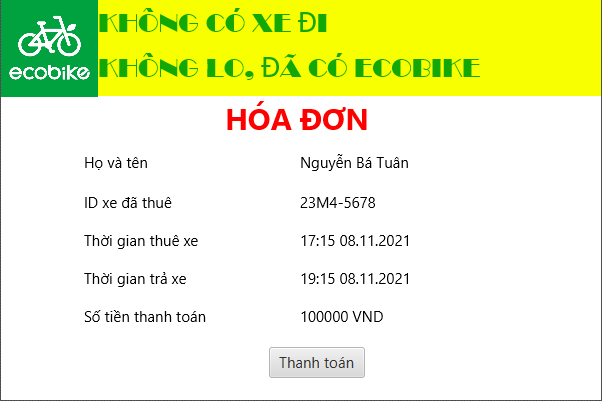 KHÔNG CÓ XE ĐI
ecobike
KHÔNG LO, ĐÃ CÓ ECOBIKE
HÓA ĐƠN
Họ và tên Nguyễn Bá Tuân
ID xe đã thuê 23M4-5678
Thời gian thuê xe 17:15 08.11.2021
Thời gian trả xe 19:15 08.11.2021
Số tiền thanh toán 100000 VND
Thanh toán